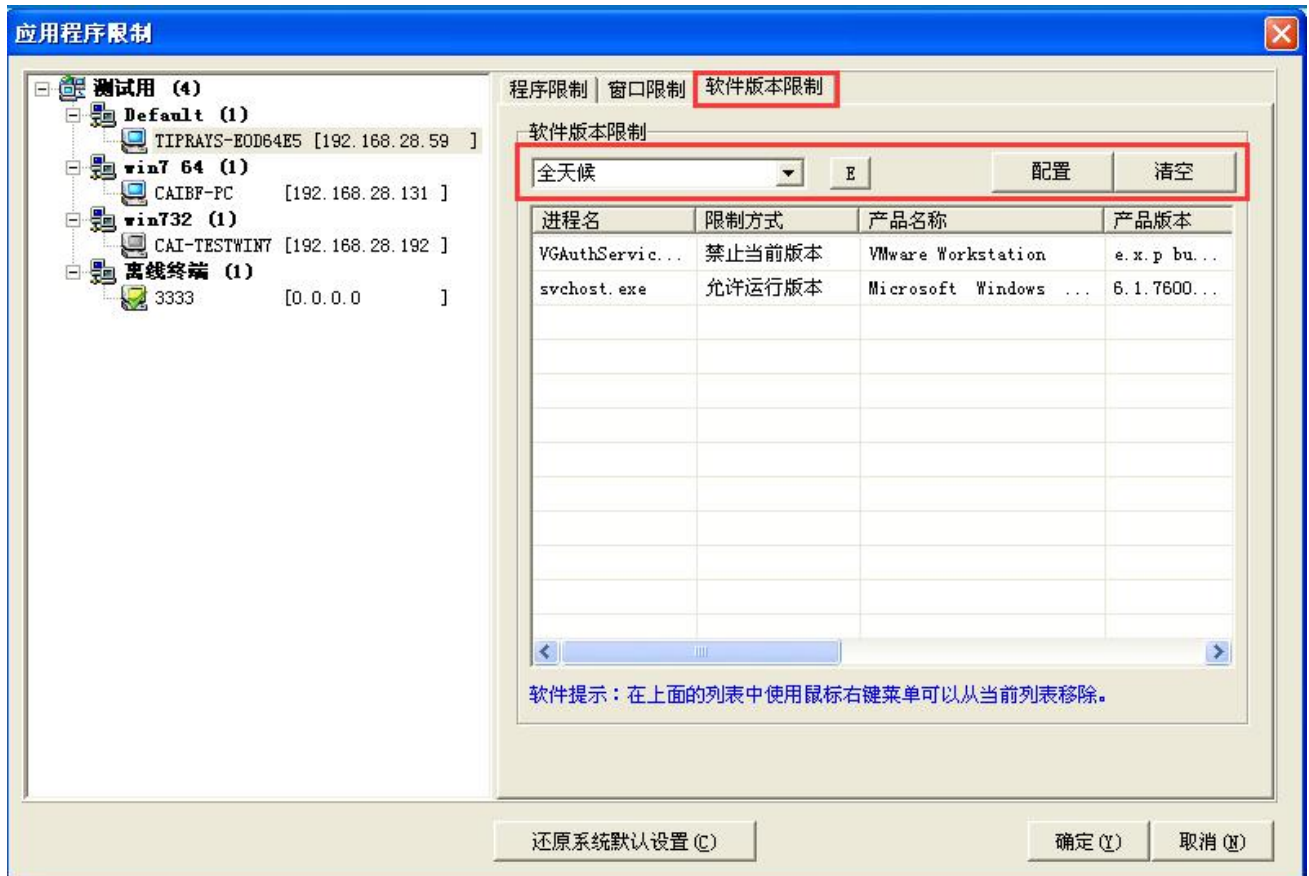 应用程序限制
测试用 (4)
Default (1)
TIPRAYS-EOD64E5 [192.168.28.59 ]
win7 64 (1)
CAIBF-PC [192.168.28.131 ]
win732 (1)
CAI-TESTWIN7 [192.168.28.192 ]
离线终端 (1)
3333 [0.0.0.0 ]
程序限制 窗口限制 软件版本限制
软件版本限制
全天候 E 配置 清空
进程名 限制方式 产品名称 产品版本
VGAuthServic... 禁止当前版本 VMware Workstation e.x.p bu...
svchost.exe 允许运行版本 Microsoft Windows ... 6.1.7600...
软件提示：在上面的列表中使用鼠标右键菜单可以从当前列表移除。
还原系统默认设置(C) 确定(Y) 取消(N)